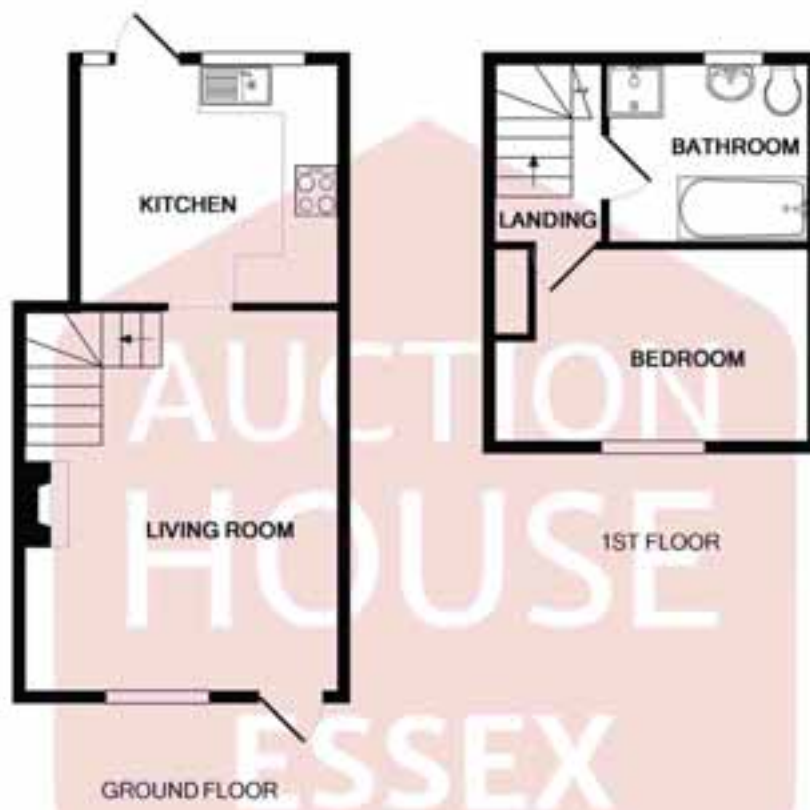 KITCHEN
LIVING ROOM
GROUND FLOOR
BATHROOM
LANDING
BEDROOM
1ST FLOOR
AUCTION
HOUSE
ESSEX